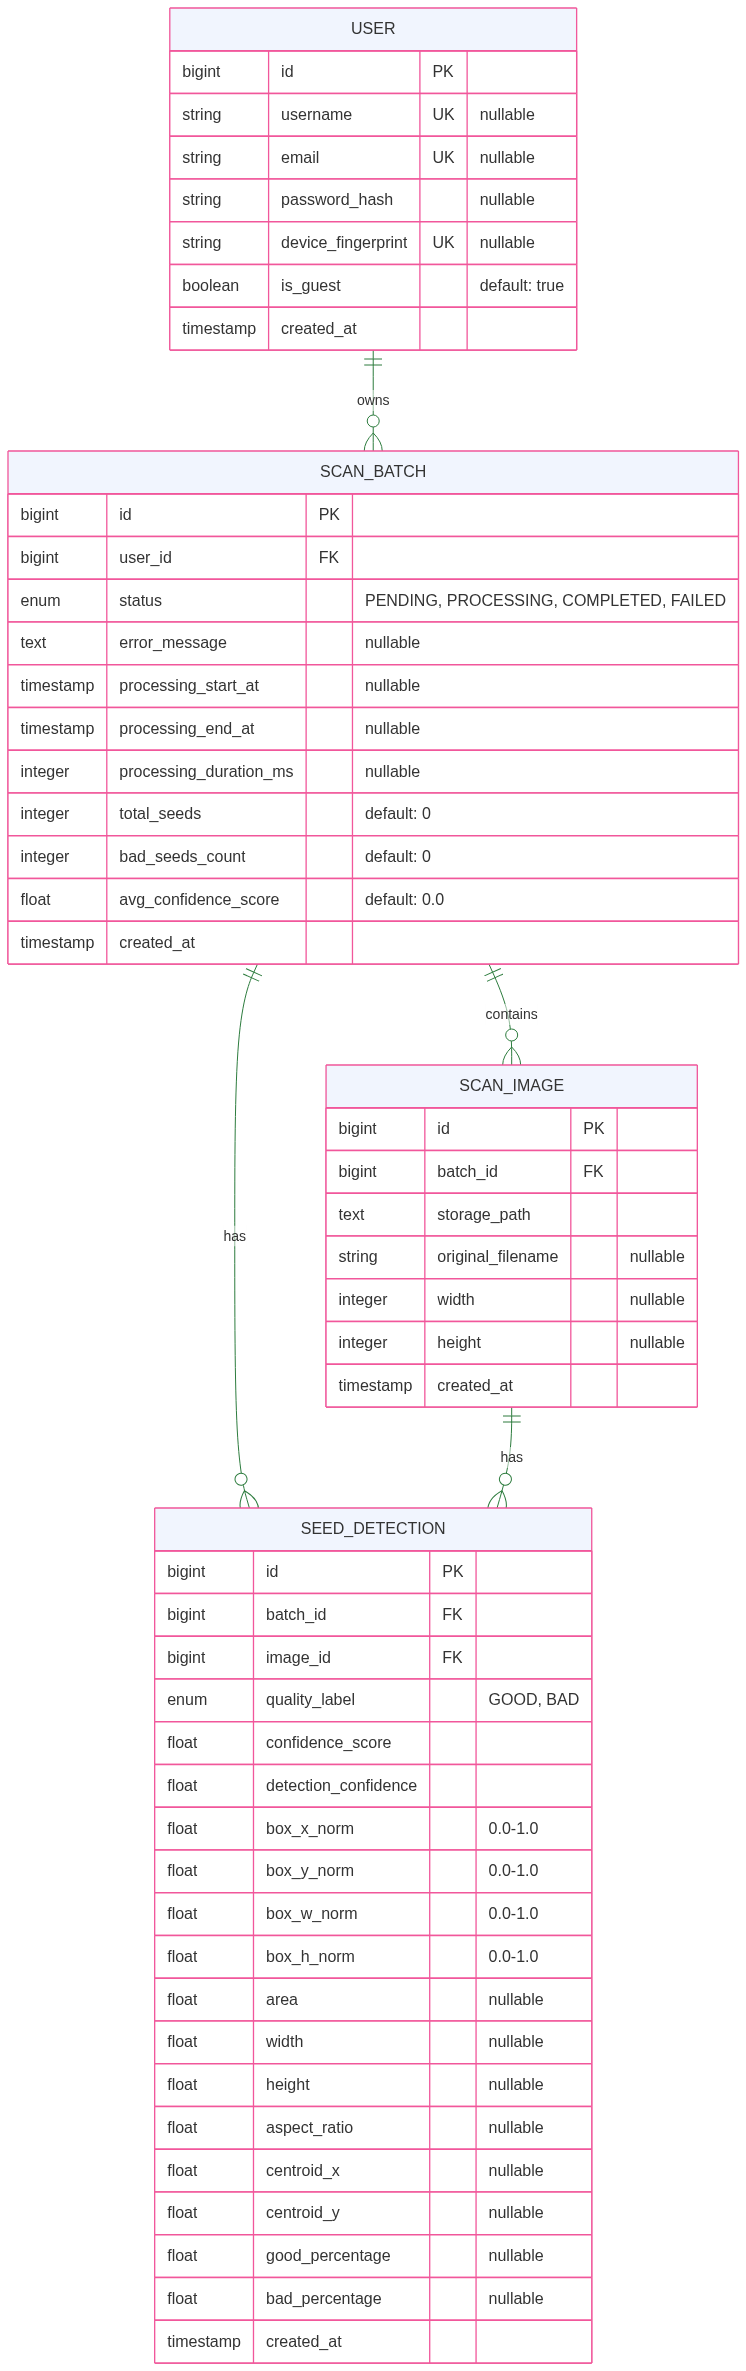 USER
bigint id PK
string username UK nullable
string email UK nullable
string password_hash nullable
string device_fingerprint UK nullable
boolean is_guest default: true
timestamp created_at
owns
SCAN_BATCH
bigint id PK
bigint user_id FK
enum status PENDING, PROCESSING, COMPLETED, FAILED
text error_message nullable
timestamp processing_start_at nullable
timestamp processing_end_at nullable
integer processing_duration_ms nullable
integer total_seeds default: 0
integer bad_seeds_count default: 0
float avg_confidence_score default: 0.0
timestamp created_at
contains
SCAN_IMAGE
bigint id PK
bigint batch_id FK
text storage_path
string original_filename nullable
integer width nullable
integer height nullable
timestamp created_at
has
has
SEED_DETECTION
bigint id PK
bigint batch_id FK
bigint image_id FK
enum quality_label GOOD, BAD
float confidence_score
float detection_confidence
float box_x_norm 0.0-1.0
float box_y_norm 0.0-1.0
float box_w_norm 0.0-1.0
float box_h_norm 0.0-1.0
float area nullable
float width nullable
float height nullable
float aspect_ratio nullable
float centroid_x nullable
float centroid_y nullable
float good_percentage nullable
float bad_percentage nullable
timestamp created_at